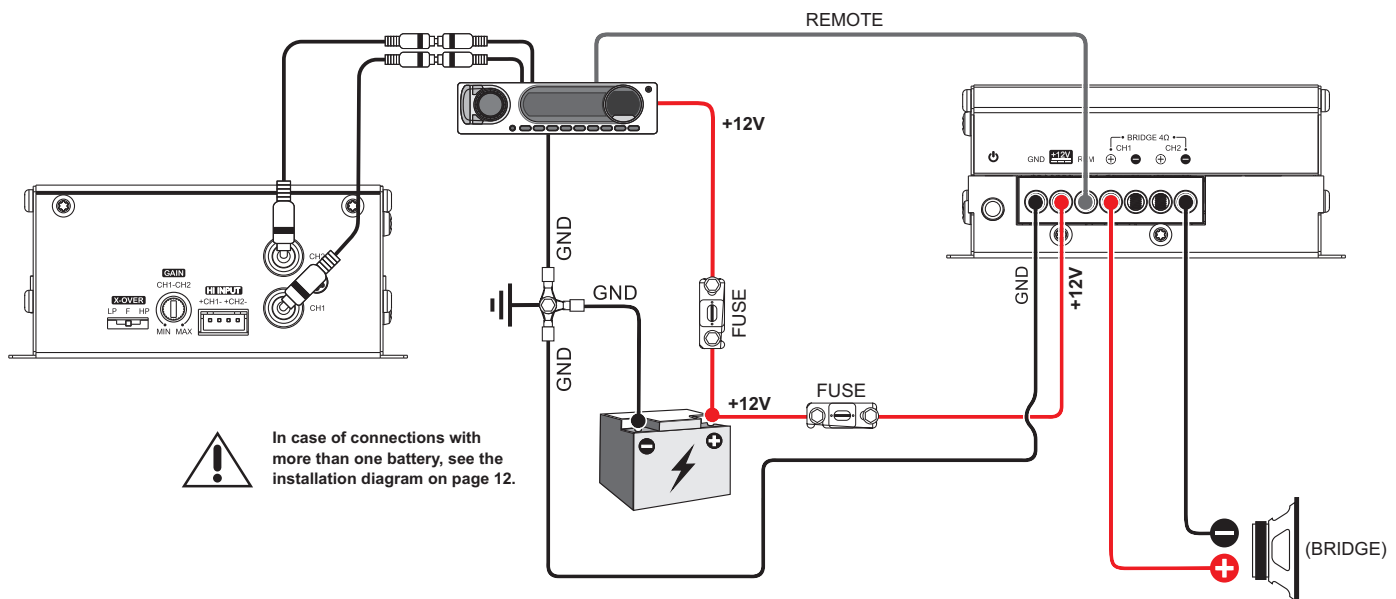 REMOTE
+12V
BRIDGE 4Ω
CH1 CH2
GND +12V REM
GND
+12V
GND
GND
GND
FUSE
FUSE
+12V
CH2
CH1
GAIN
CH1-CH2
MIN MAX
X-OVER
LP F HP
HI INPUT
+CH1- +CH2-
In case of connections with
more than one battery, see the
installation diagram on page 12.
(BRIDGE)